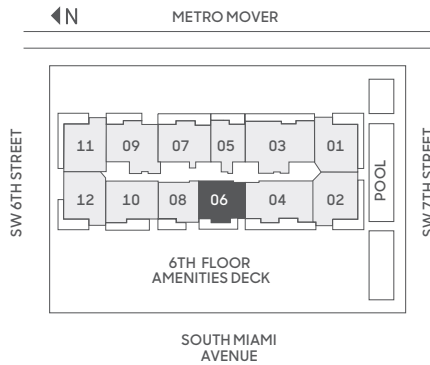 N
METRO MOVER
SW 6TH STREET
11 09 07 05 03 01
12 10 08 06 04 02
POOL
SW 7TH STREET
6TH FLOOR
AMENITIES DECK
SOUTH MIAMI
AVENUE